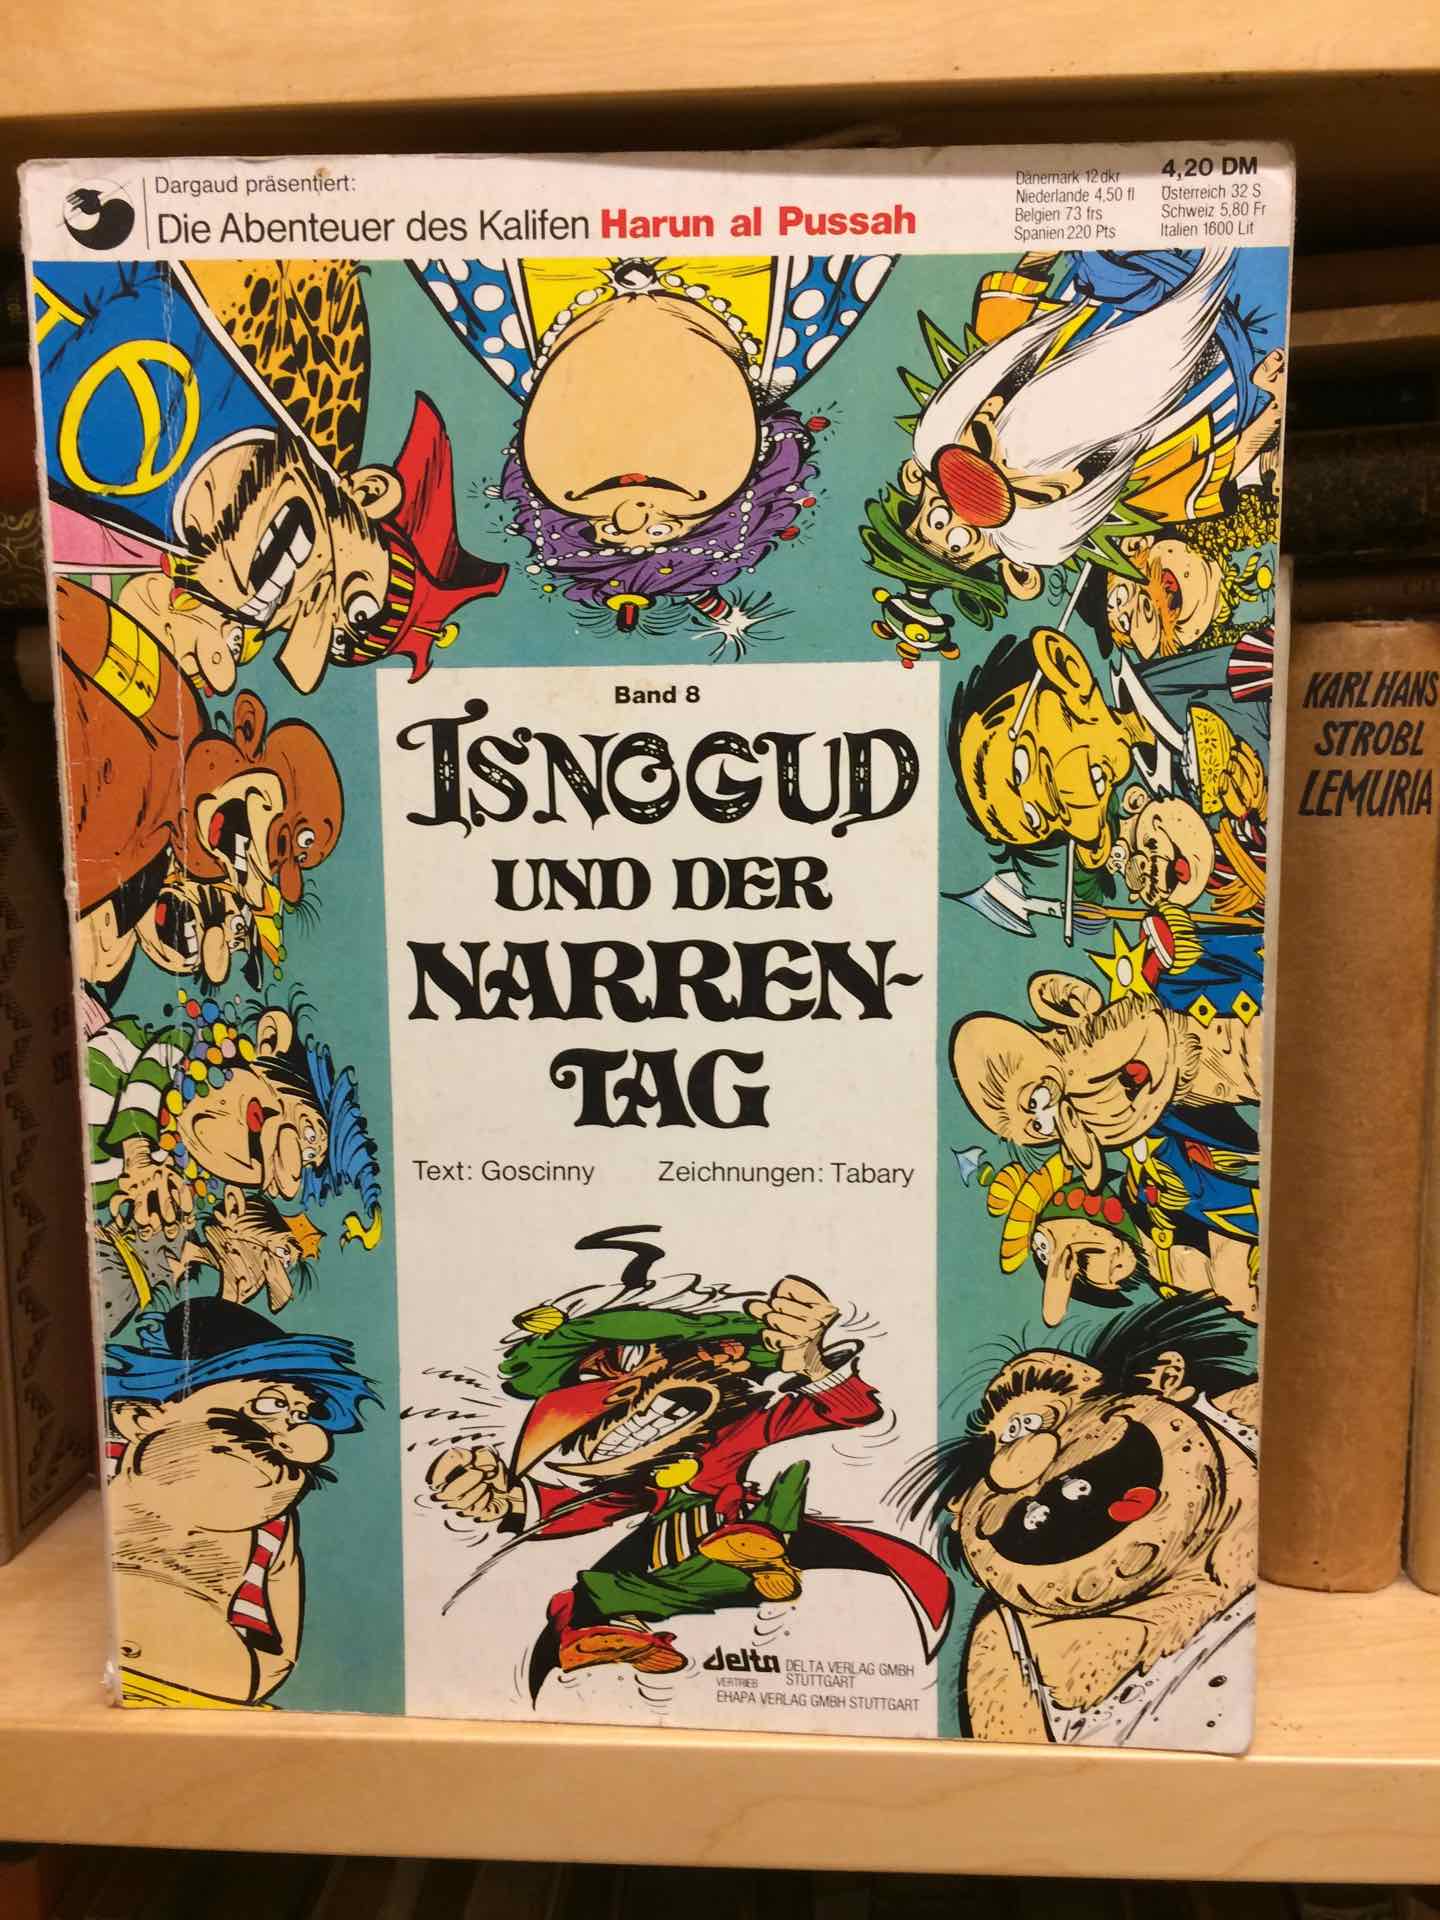 Dargaud präsentiert:
Die Abenteuer des Kalifen Harun al Pussah
Dänemark 12 dkr
Niederlande 4,50 fl
Belgien 73 frs
Spanien 220 Pts
4,20 DM
Österreich 32 S
Schweiz 5,80 Fr
Italien 1600 Lit
Band 8
ISNOGUD
UND DER
NARREN-
TAG
Text: Goscinny Zeichnungen: Tabary
delta DELTA VERLAG GMBH
STUTTGART
VERTRIEB
EHAPA VERLAG GMBH STUTTGART
KARL HANS
STROBL
LEMURIA